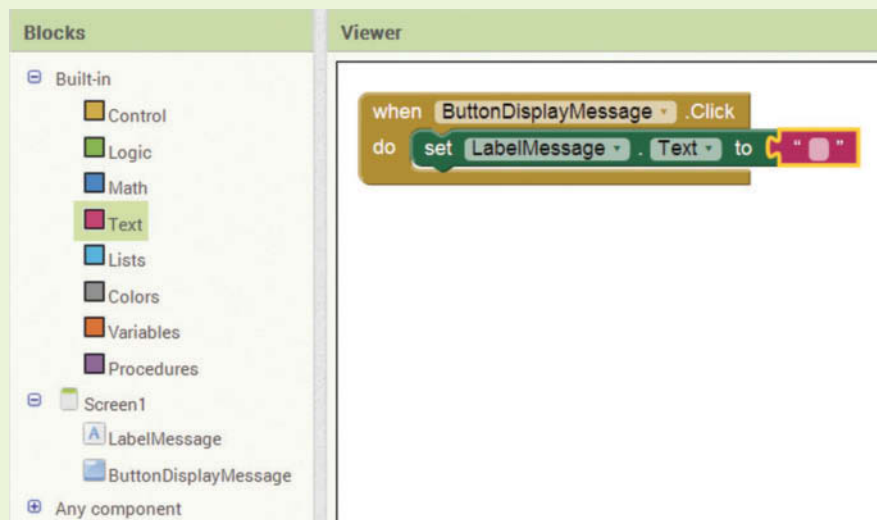 Blocks
Viewer
Built-in
Control
Logic
Math
Text
Lists
Colors
Variables
Procedures
Screen1
A LabelMessage
ButtonDisplayMessage
Any component
when ButtonDisplayMessage .Click
do set LabelMessage . Text to " "